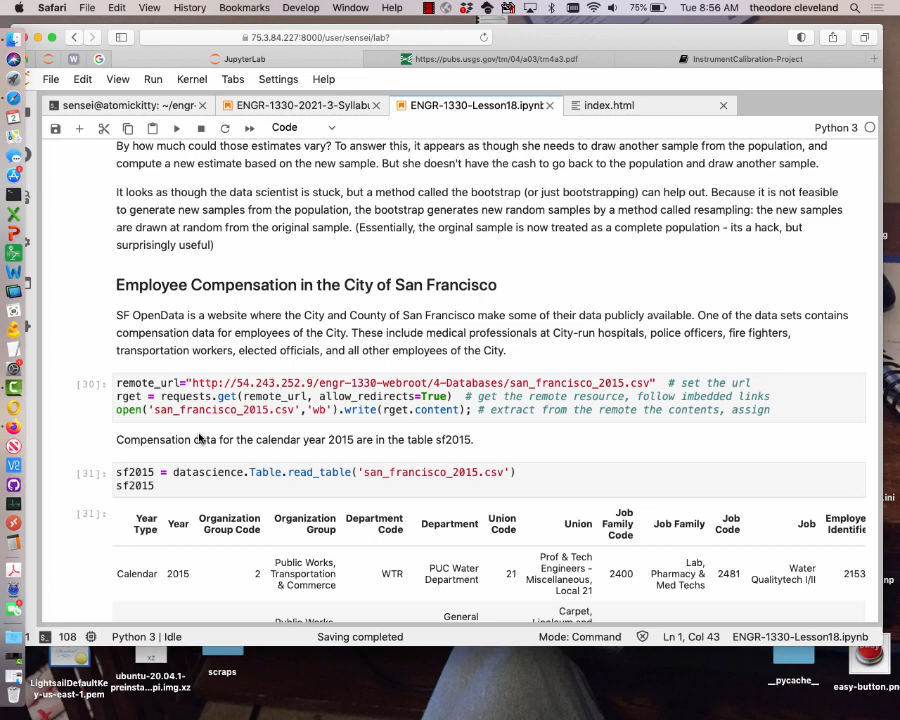 Safari File Edit View History Bookmarks Develop Window Help 75% Tue 8:56 AM theodore cleveland
75.3.84.227:8000/user/sensei/lab?
JupyterLab https://pubs.usgs.gov/tm/04/a03/tm4a3.pdf InstrumentCalibration-Project
File Edit View Run Kernel Tabs Settings Help
sensei@atomickitty: ~/engr- ENGR-1330-2021-3-Syllabu ENGR-1330-Lesson18.ipynb index.html
Code Python 3
By how much could those estimates vary? To answer this, it appears as though she needs to draw another sample from the population, and
compute a new estimate based on the new sample. But she doesn't have the cash to go back to the population and draw another sample.
It looks as though the data scientist is stuck, but a method called the bootstrap (or just bootstrapping) can help out. Because it is not feasible
to generate new samples from the population, the bootstrap generates new random samples by a method called resampling: the new samples
are drawn at random from the original sample. (Essentially, the orginal sample is now treated as a complete population - its a hack, but
surprisingly useful)
Employee Compensation in the City of San Francisco
SF OpenData is a website where the City and County of San Francisco make some of their data publicly available. One of the data sets contains
compensation data for employees of the City. These include medical professionals at City-run hospitals, police officers, fire fighters,
transportation workers, elected officials, and all other employees of the City.
[30]: remote_url="http://54.243.252.9/engr-1330-webroot/4-Databases/san_francisco_2015.csv" # set the url
rget = requests.get(remote_url, allow_redirects=True) # get the remote resource, follow imbedded links
open('san_francisco_2015.csv','wb').write(rget.content); # extract from the remote the contents, assign
Compensation data for the calendar year 2015 are in the table sf2015.
[31]: sf2015 = datascience.Table.read_table('san_francisco_2015.csv')
sf2015
[31]: Year Type Year Organization Group Code Organization Group Department Code Department Union Code Union Job Family Code Job Family Job Code Job Employe Identifie
Calendar 2015 2 Public Works, Transportation & Commerce WTR PUC Water Department 21 Prof & Tech Engineers - Miscellaneous, Local 21 2400 Lab, Pharmacy & Med Techs 2481 Water Qualitytech I/II 2153
General Carpet,
1 108 Python 3 | Idle Saving completed Mode: Command Ln 1, Col 43 ENGR-1330-Lesson18.ipynb
LightsailDefaultKe
y-us-east-1.pem
ubuntu-20.04.1-
preinsta...pi.img.xz
scraps
__pycache__
easy-button.pn